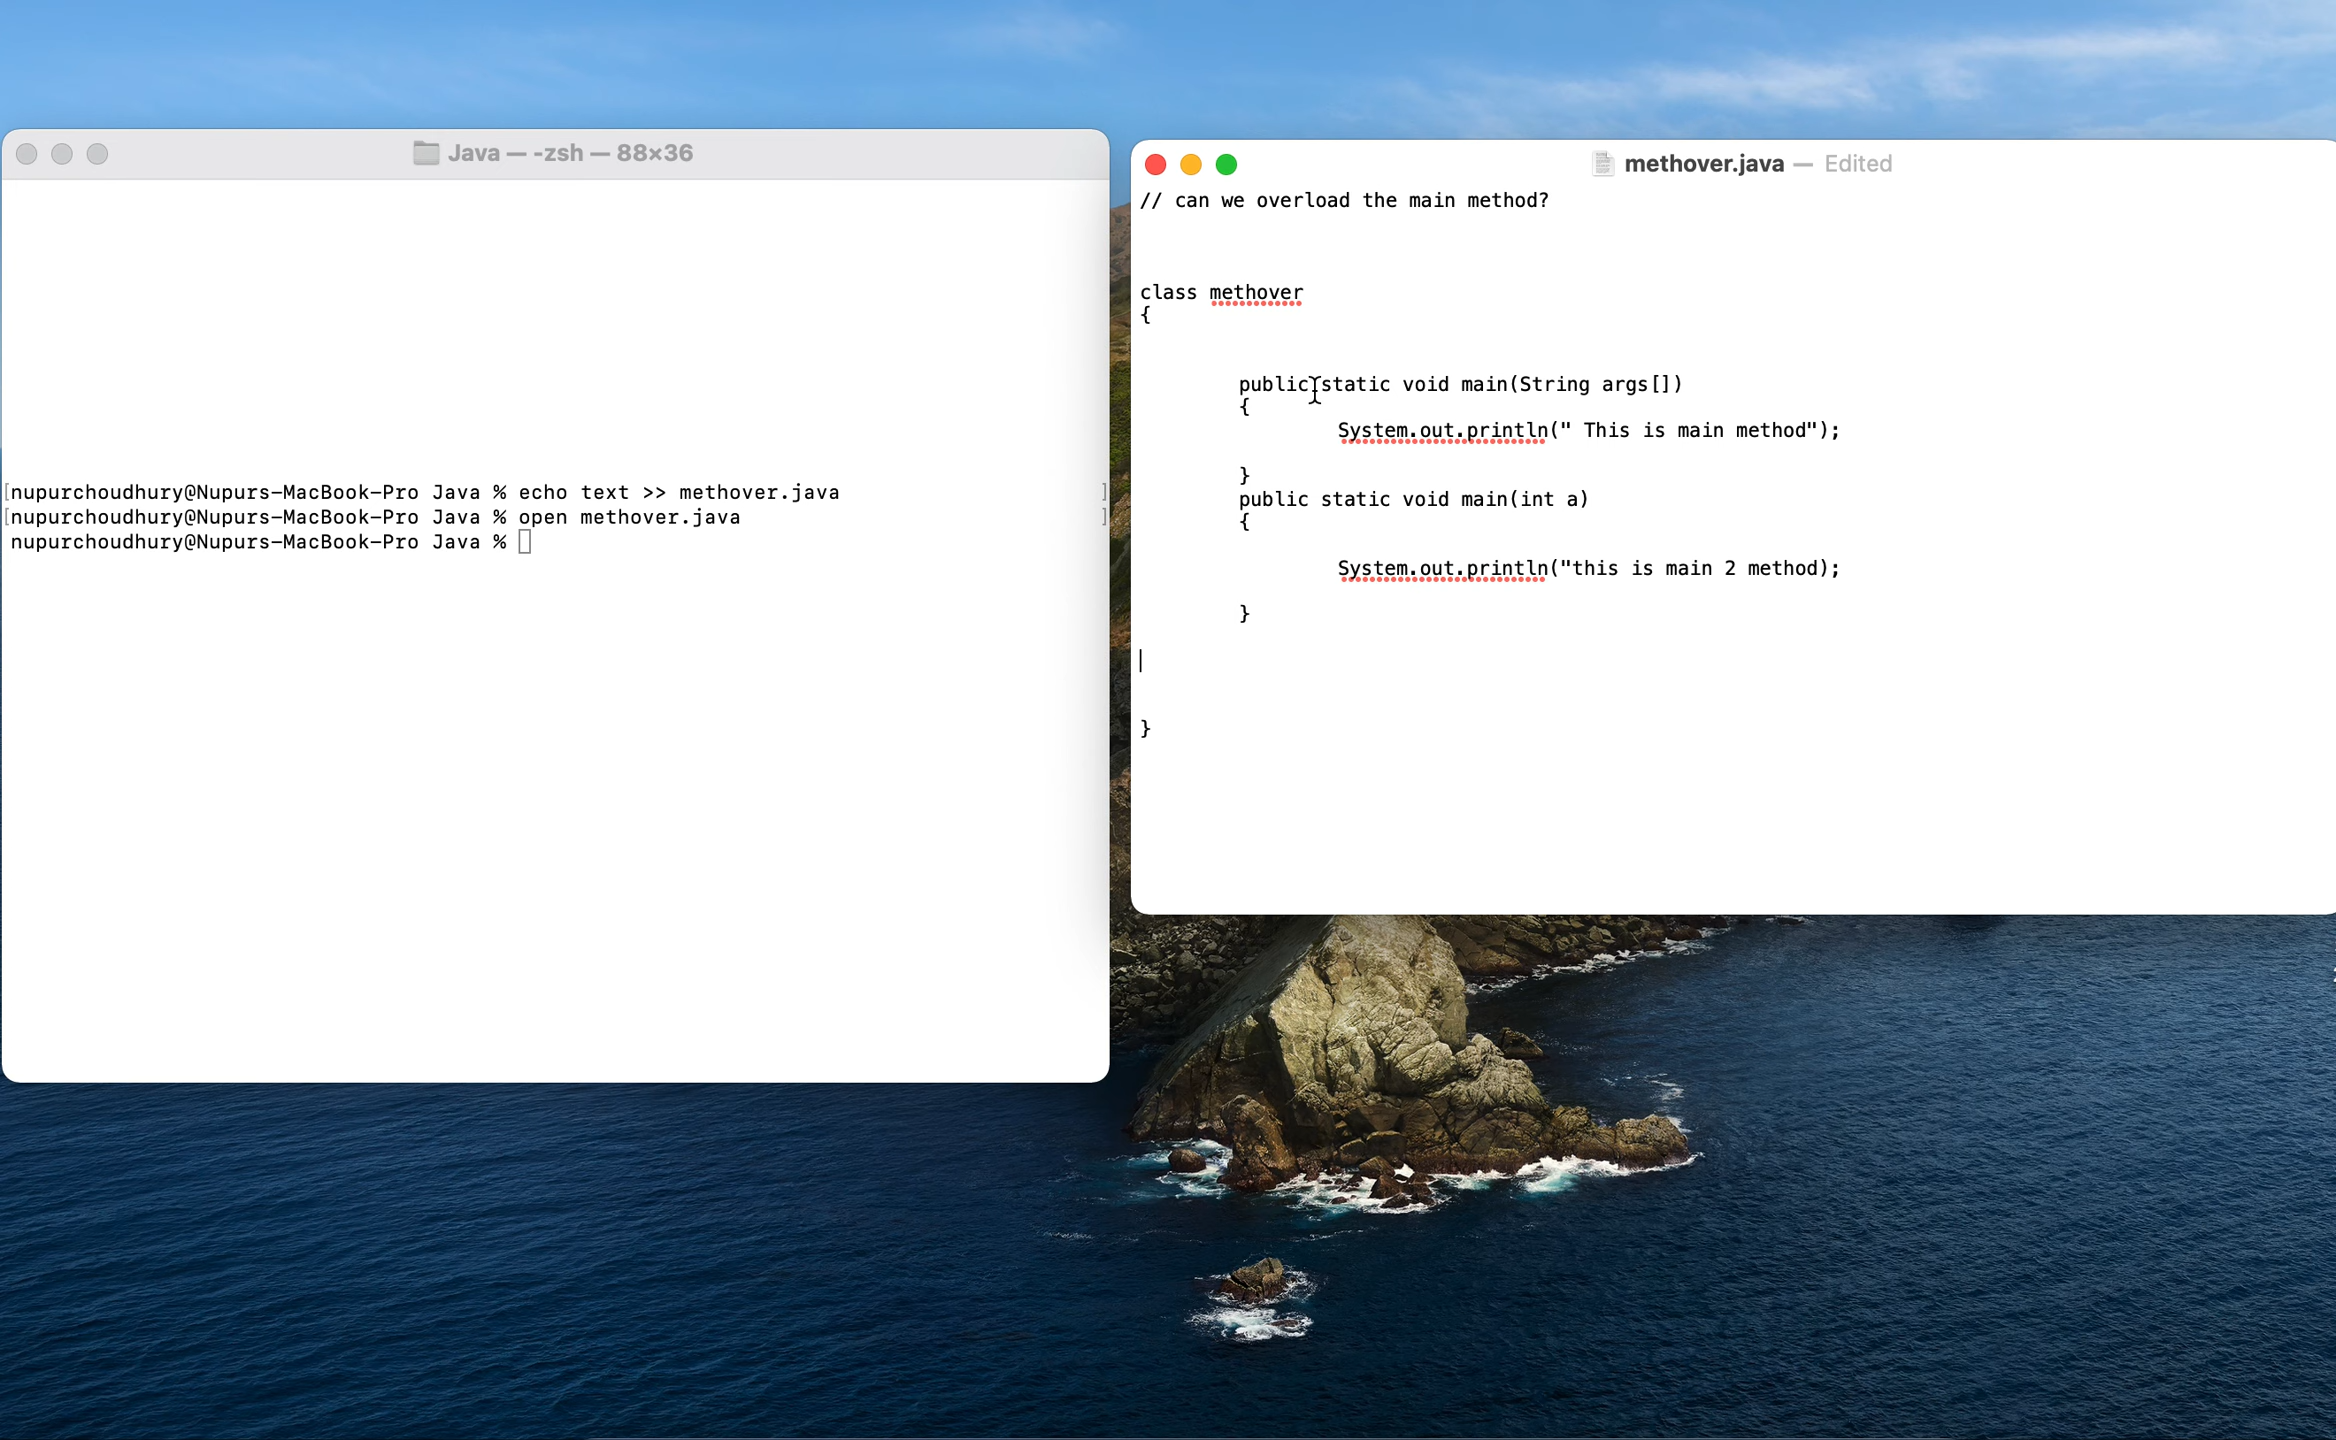 Java — -zsh — 88×36
[nupurchoudhury@Nupurs-MacBook-Pro Java % echo text >> methover.java ]
[nupurchoudhury@Nupurs-MacBook-Pro Java % open methover.java ]
nupurchoudhury@Nupurs-MacBook-Pro Java %
methover.java — Edited
// can we overload the main method?
class methover
{
public static void main(String args[])
{
System.out.println(" This is main method");
}
public static void main(int a)
{
System.out.println("this is main 2 method);
}
}